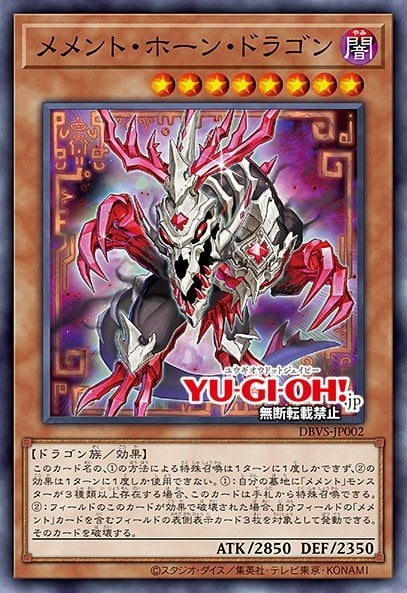 メメント・ホーン・ドラゴン
闇
やみ
ユウギオウドットジェイピー
YU-GI-OH!.jp
無断転載禁止
DBVS-JP002
【ドラゴン族/効果】
このカード名の、①の方法による特殊召喚は1ターンに1度しかできず、②の
効果は1ターンに1度しか使用できない。①：自分の墓地に「メメント」モンス
ターが3種類以上存在する場合、このカードは手札から特殊召喚できる。
②：フィールドのこのカードが効果で破壊された場合、自分フィールドの「メメ
ント」カードを含むフィールドの表側表示カード3枚を対象として発動できる。
そのカードを破壊する。
ATK/2850 DEF/2350
©スタジオ・ダイス/集英社・テレビ東京・KONAMI